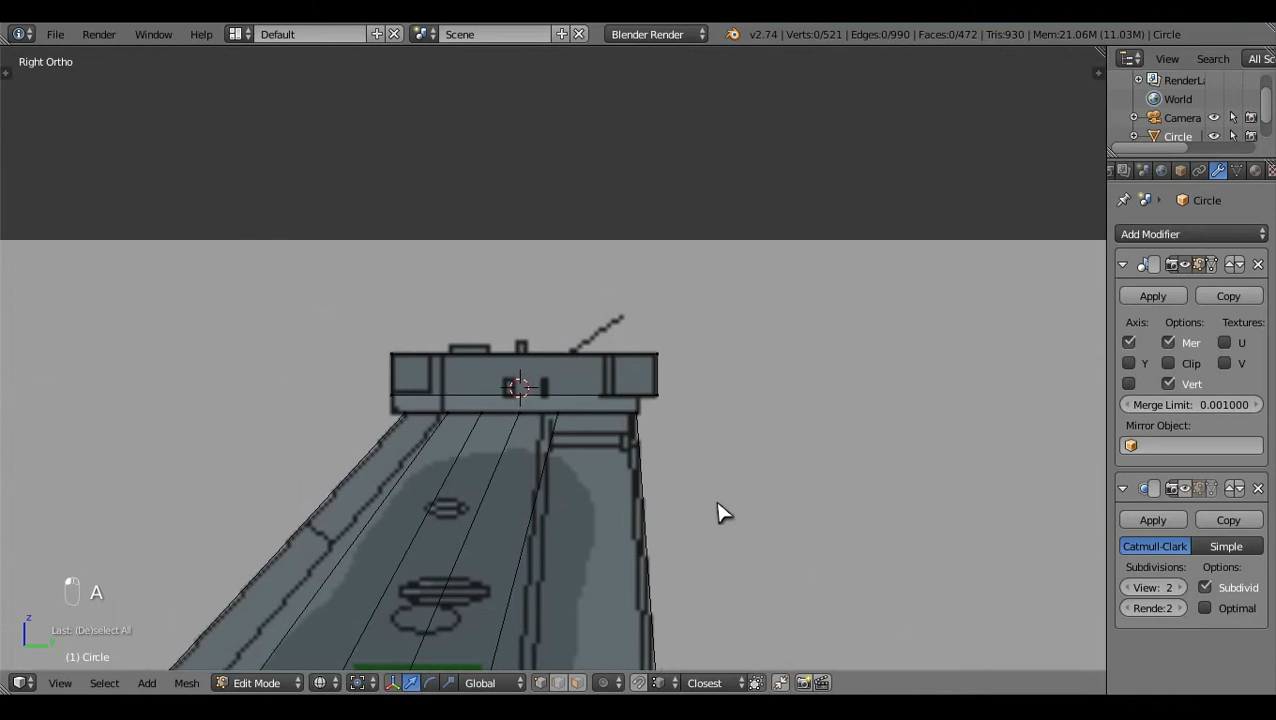 File Render Window Help Default Scene Blender Render v2.74 | Verts:0/521 | Edges:0/990 | Faces:0/472 | Tris:930 | Mem:21.06M (11.03M) | Circle
Right Ortho
View Search All Sc
RenderLa
World
Camera
Circle
Circle
Add Modifier
Apply Copy
Axis: Options: Textures:
Mer U
Y Clip V
Vert
Merge Limit: 0.001000
Mirror Object:
Apply Copy
Catmull-Clark Simple
Subdivisions: Options:
View: 2 Subdivid
Rende:2 Optimal
A
Last: (De)select All
z
(1) Circle
View Select Add Mesh Edit Mode Global Closest